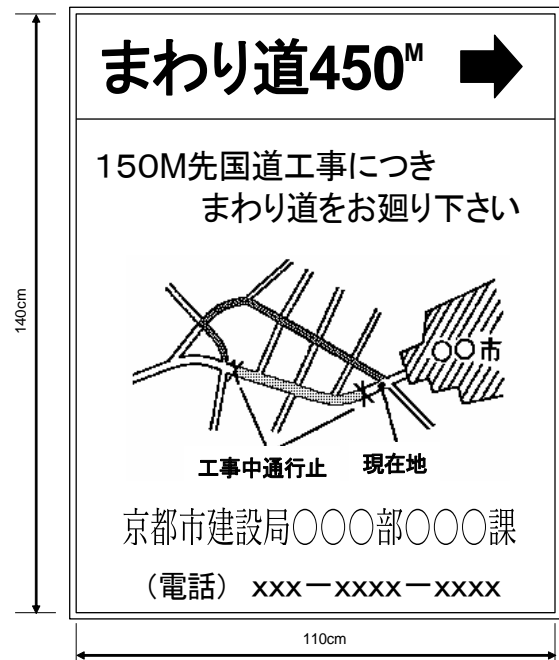 まわり道450M
150M先国道工事につき
まわり道をお廻り下さい
○○市
工事中通行止
現在地
京都市建設局○○○部○○○課
(電話) xxx-xxxx-xxxx
140cm
110cm